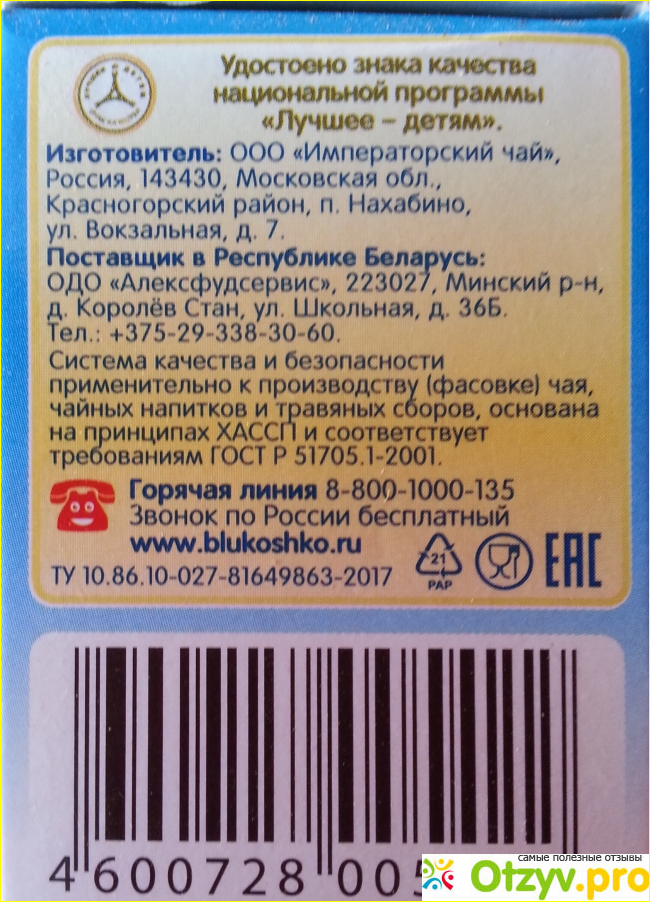 Удостоено знака качества
национальной программы
«Лучшее – детям».
Изготовитель: ООО «Императорский чай»,
Россия, 143430, Московская обл.,
Красногорский район, п. Нахабино,
ул. Вокзальная, д. 7.
Поставщик в Республике Беларусь:
ОДО «Алексфудсервис», 223027, Минский р-н,
д. Королёв Стан, ул. Школьная, д. 36Б.
Тел.: +375-29-338-30-60.
Система качества и безопасности
применительно к производству (фасовке) чая,
чайных напитков и травяных сборов, основана
на принципах ХАССП и соответствует
требованиям ГОСТ Р 51705.1-2001.
Горячая линия 8-800-1000-135
Звонок по России бесплатный
www.blukoshko.ru
ТУ 10.86.10-027-81649863-2017
21
PAP
EAC
4 600728 005
самые полезные отзывы
Otzyv.pro